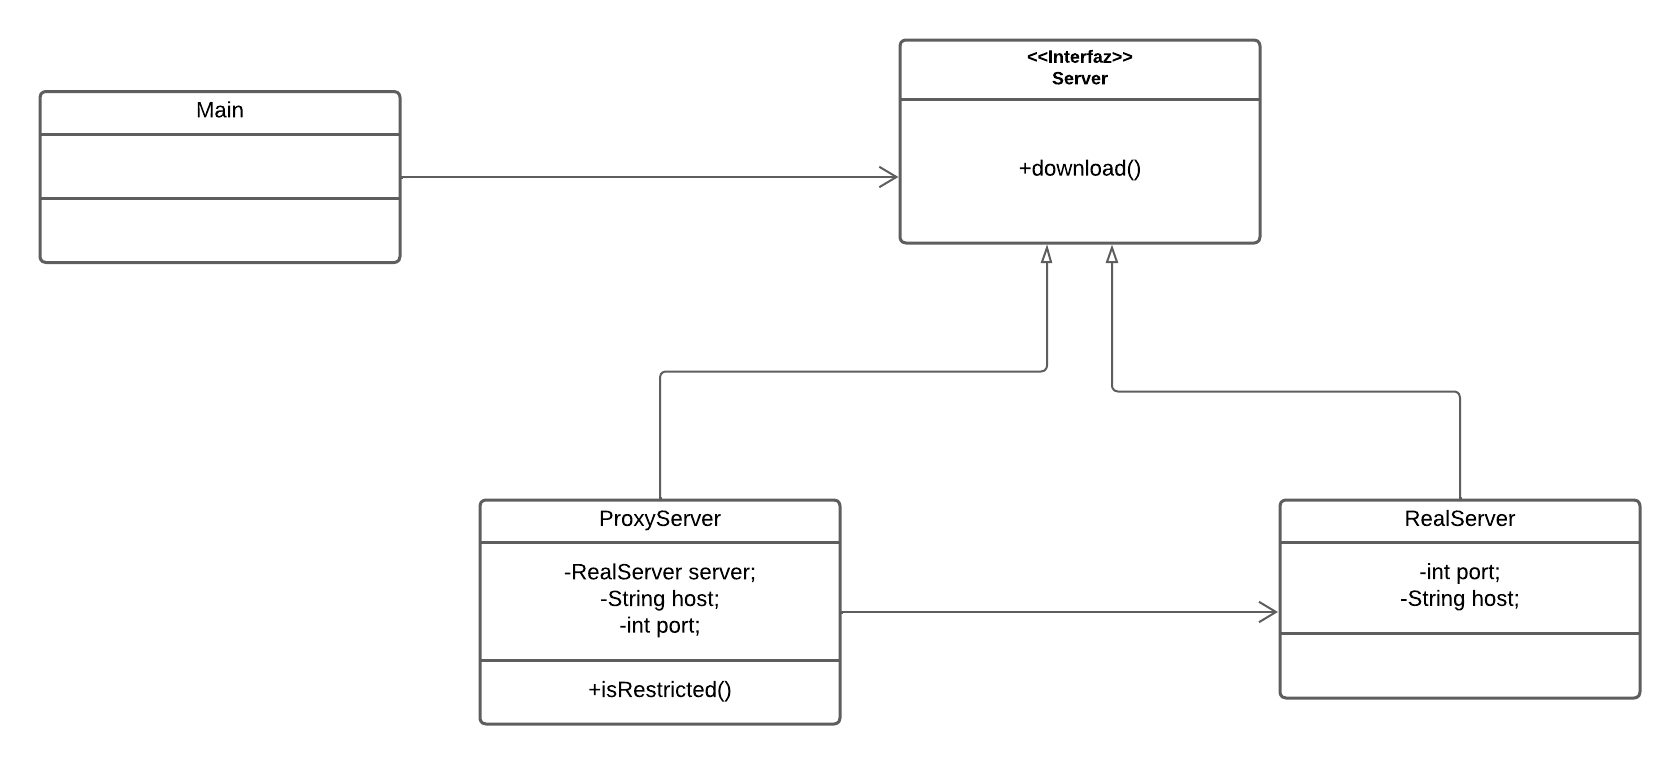 Main
<<Interfaz>>
Server
+download()
ProxyServer
-RealServer server;
-String host;
-int port;
+isRestricted()
RealServer
-int port;
-String host;